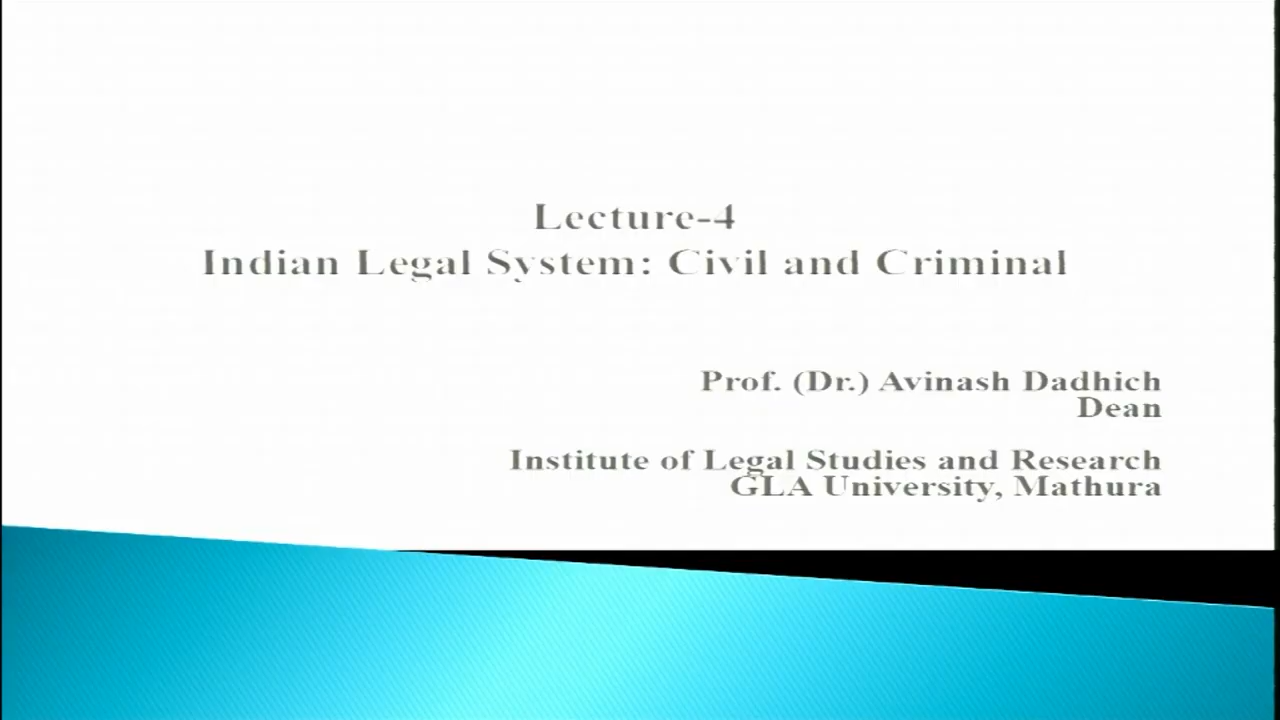 Lecture-4
Indian Legal System: Civil and Criminal
Prof. (Dr.) Avinash Dadhich
Dean
Institute of Legal Studies and Research
GLA University, Mathura